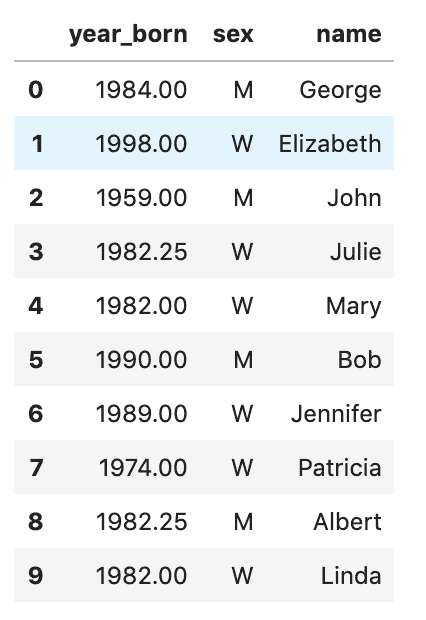 year_born sex name
0 1984.00 M George
1 1998.00 W Elizabeth
2 1959.00 M John
3 1982.25 W Julie
4 1982.00 W Mary
5 1990.00 M Bob
6 1989.00 W Jennifer
7 1974.00 W Patricia
8 1982.25 M Albert
9 1982.00 W Linda